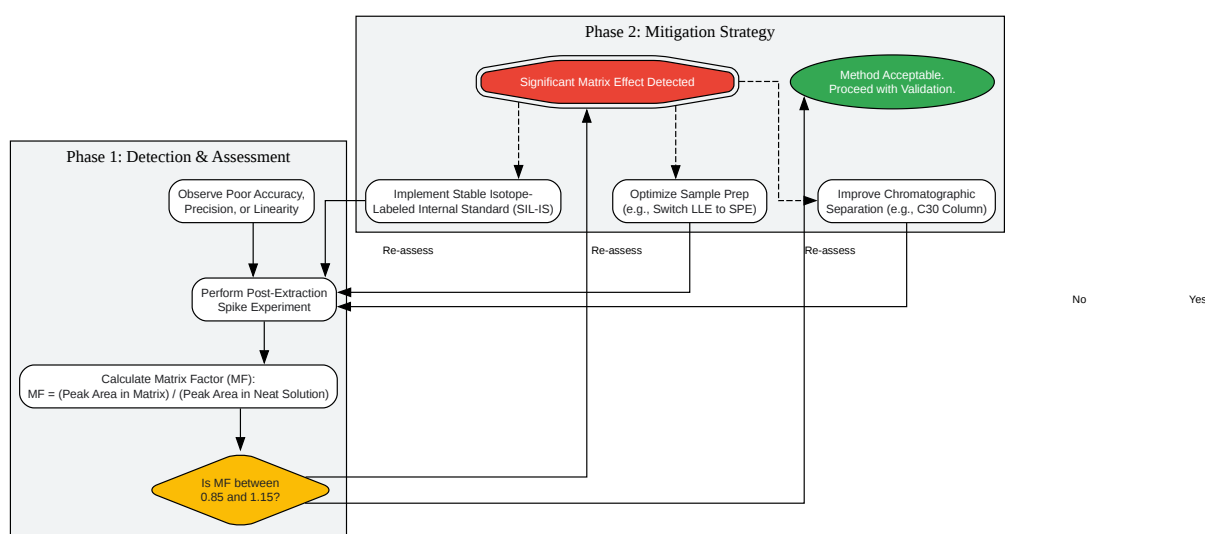 Phase 2: Mitigation Strategy
Significant Matrix Effect Detected
Method Acceptable.
Proceed with Validation.
Phase 1: Detection & Assessment
Observe Poor Accuracy,
Precision, or Linearity
Implement Stable Isotope-
Labeled Internal Standard (SIL-IS)
Optimize Sample Prep
(e.g., Switch LLE to SPE)
Improve Chromatographic
Separation (e.g., C30 Column)
Re-assess
Re-assess
Re-assess
Perform Post-Extraction
Spike Experiment
No
Yes
Calculate Matrix Factor (MF):
MF = (Peak Area in Matrix) / (Peak Area in Neat Solution)
Is MF between
0.85 and 1.15?